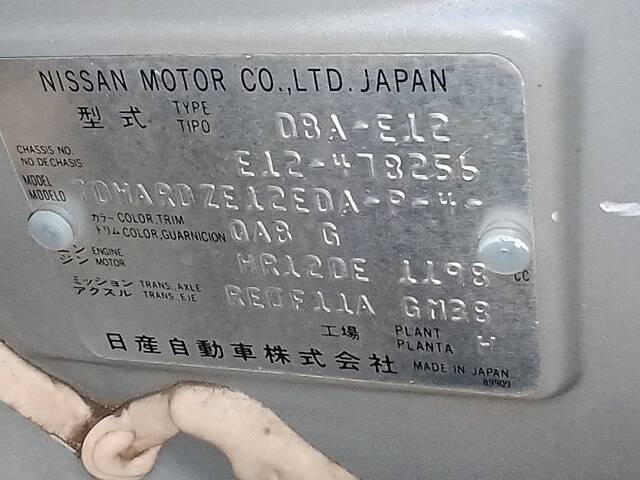 NISSAN MOTOR CO.,LTD. JAPAN
型式 TYPE TIPO DBA-E12
CHASSIS NO. NO DE CHASIS E12-478256
MODEL MODELO
カラー COLOR,TRIM トリム COLOR,GUARNICION G
エンジン ENGINE MOTOR HR12DE 1198 CC
ミッション TRANS.,AXLE アクスル TRANS.,EJE RE0F11A
工場 PLANT PLANTA
日産自動車株式会社 MADE IN JAPAN
89909